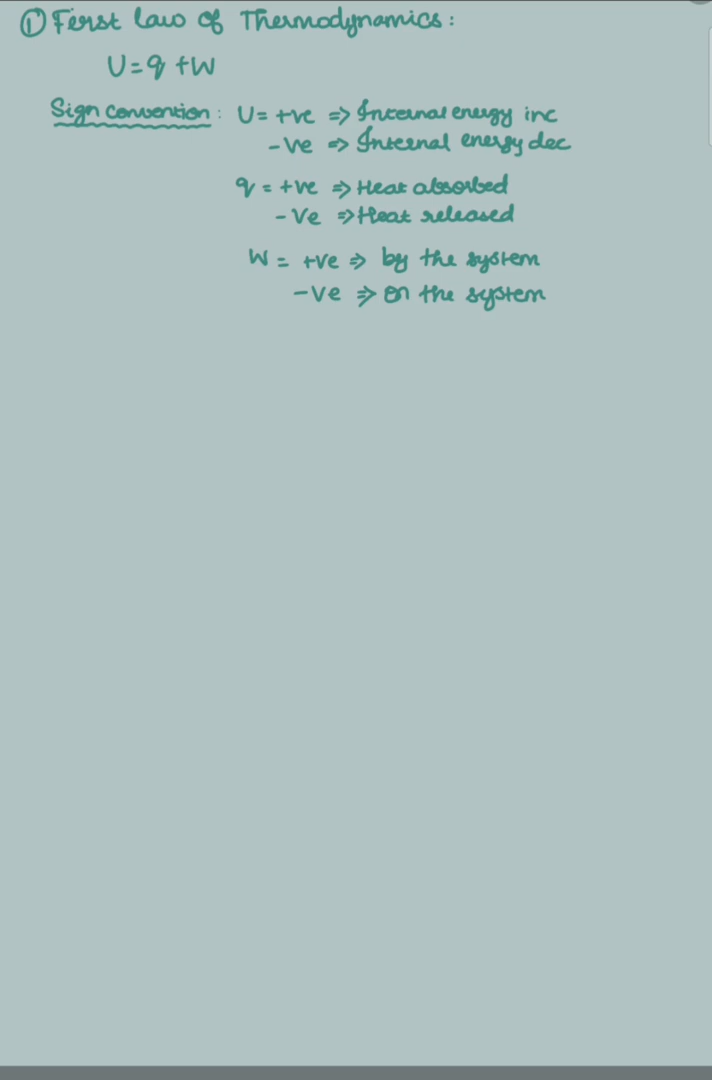 ① First law of Thermodynamics:
U = q + W
Sign convention: U = +ve ⇒ Internal energy inc
-ve ⇒ Internal energy dec
q = +ve ⇒ Heat absorbed
-ve ⇒ Heat released
W = +ve ⇒ by the system
-ve ⇒ on the system